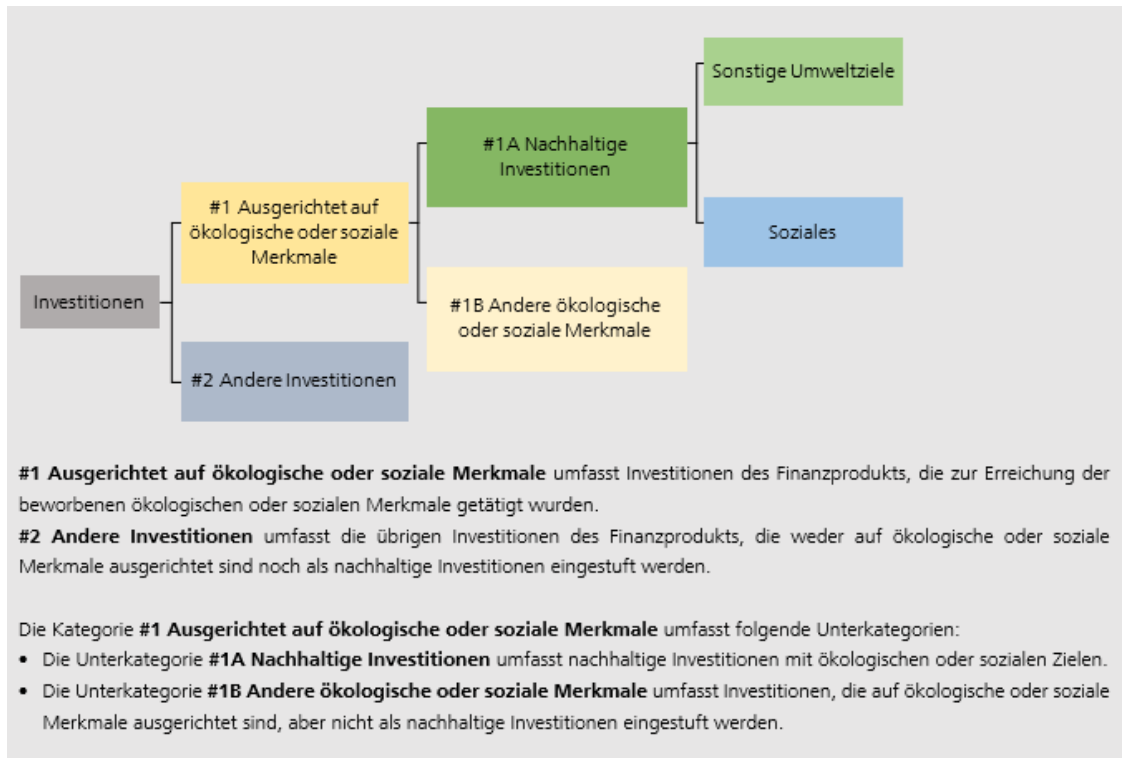 Sonstige Umweltziele
#1A Nachhaltige
Investitionen
#1 Ausgerichtet auf
ökologische oder soziale
Merkmale
Soziales
Investitionen
#1B Andere ökologische
oder soziale Merkmale
#2 Andere Investitionen
#1 Ausgerichtet auf ökologische oder soziale Merkmale umfasst Investitionen des Finanzprodukts, die zur Erreichung der
beworbenen ökologischen oder sozialen Merkmale getätigt wurden.
#2 Andere Investitionen umfasst die übrigen Investitionen des Finanzprodukts, die weder auf ökologische oder soziale
Merkmale ausgerichtet sind noch als nachhaltige Investitionen eingestuft werden.
Die Kategorie #1 Ausgerichtet auf ökologische oder soziale Merkmale umfasst folgende Unterkategorien:
• Die Unterkategorie #1A Nachhaltige Investitionen umfasst nachhaltige Investitionen mit ökologischen oder sozialen Zielen.
• Die Unterkategorie #1B Andere ökologische oder soziale Merkmale umfasst Investitionen, die auf ökologische oder soziale
Merkmale ausgerichtet sind, aber nicht als nachhaltige Investitionen eingestuft werden.